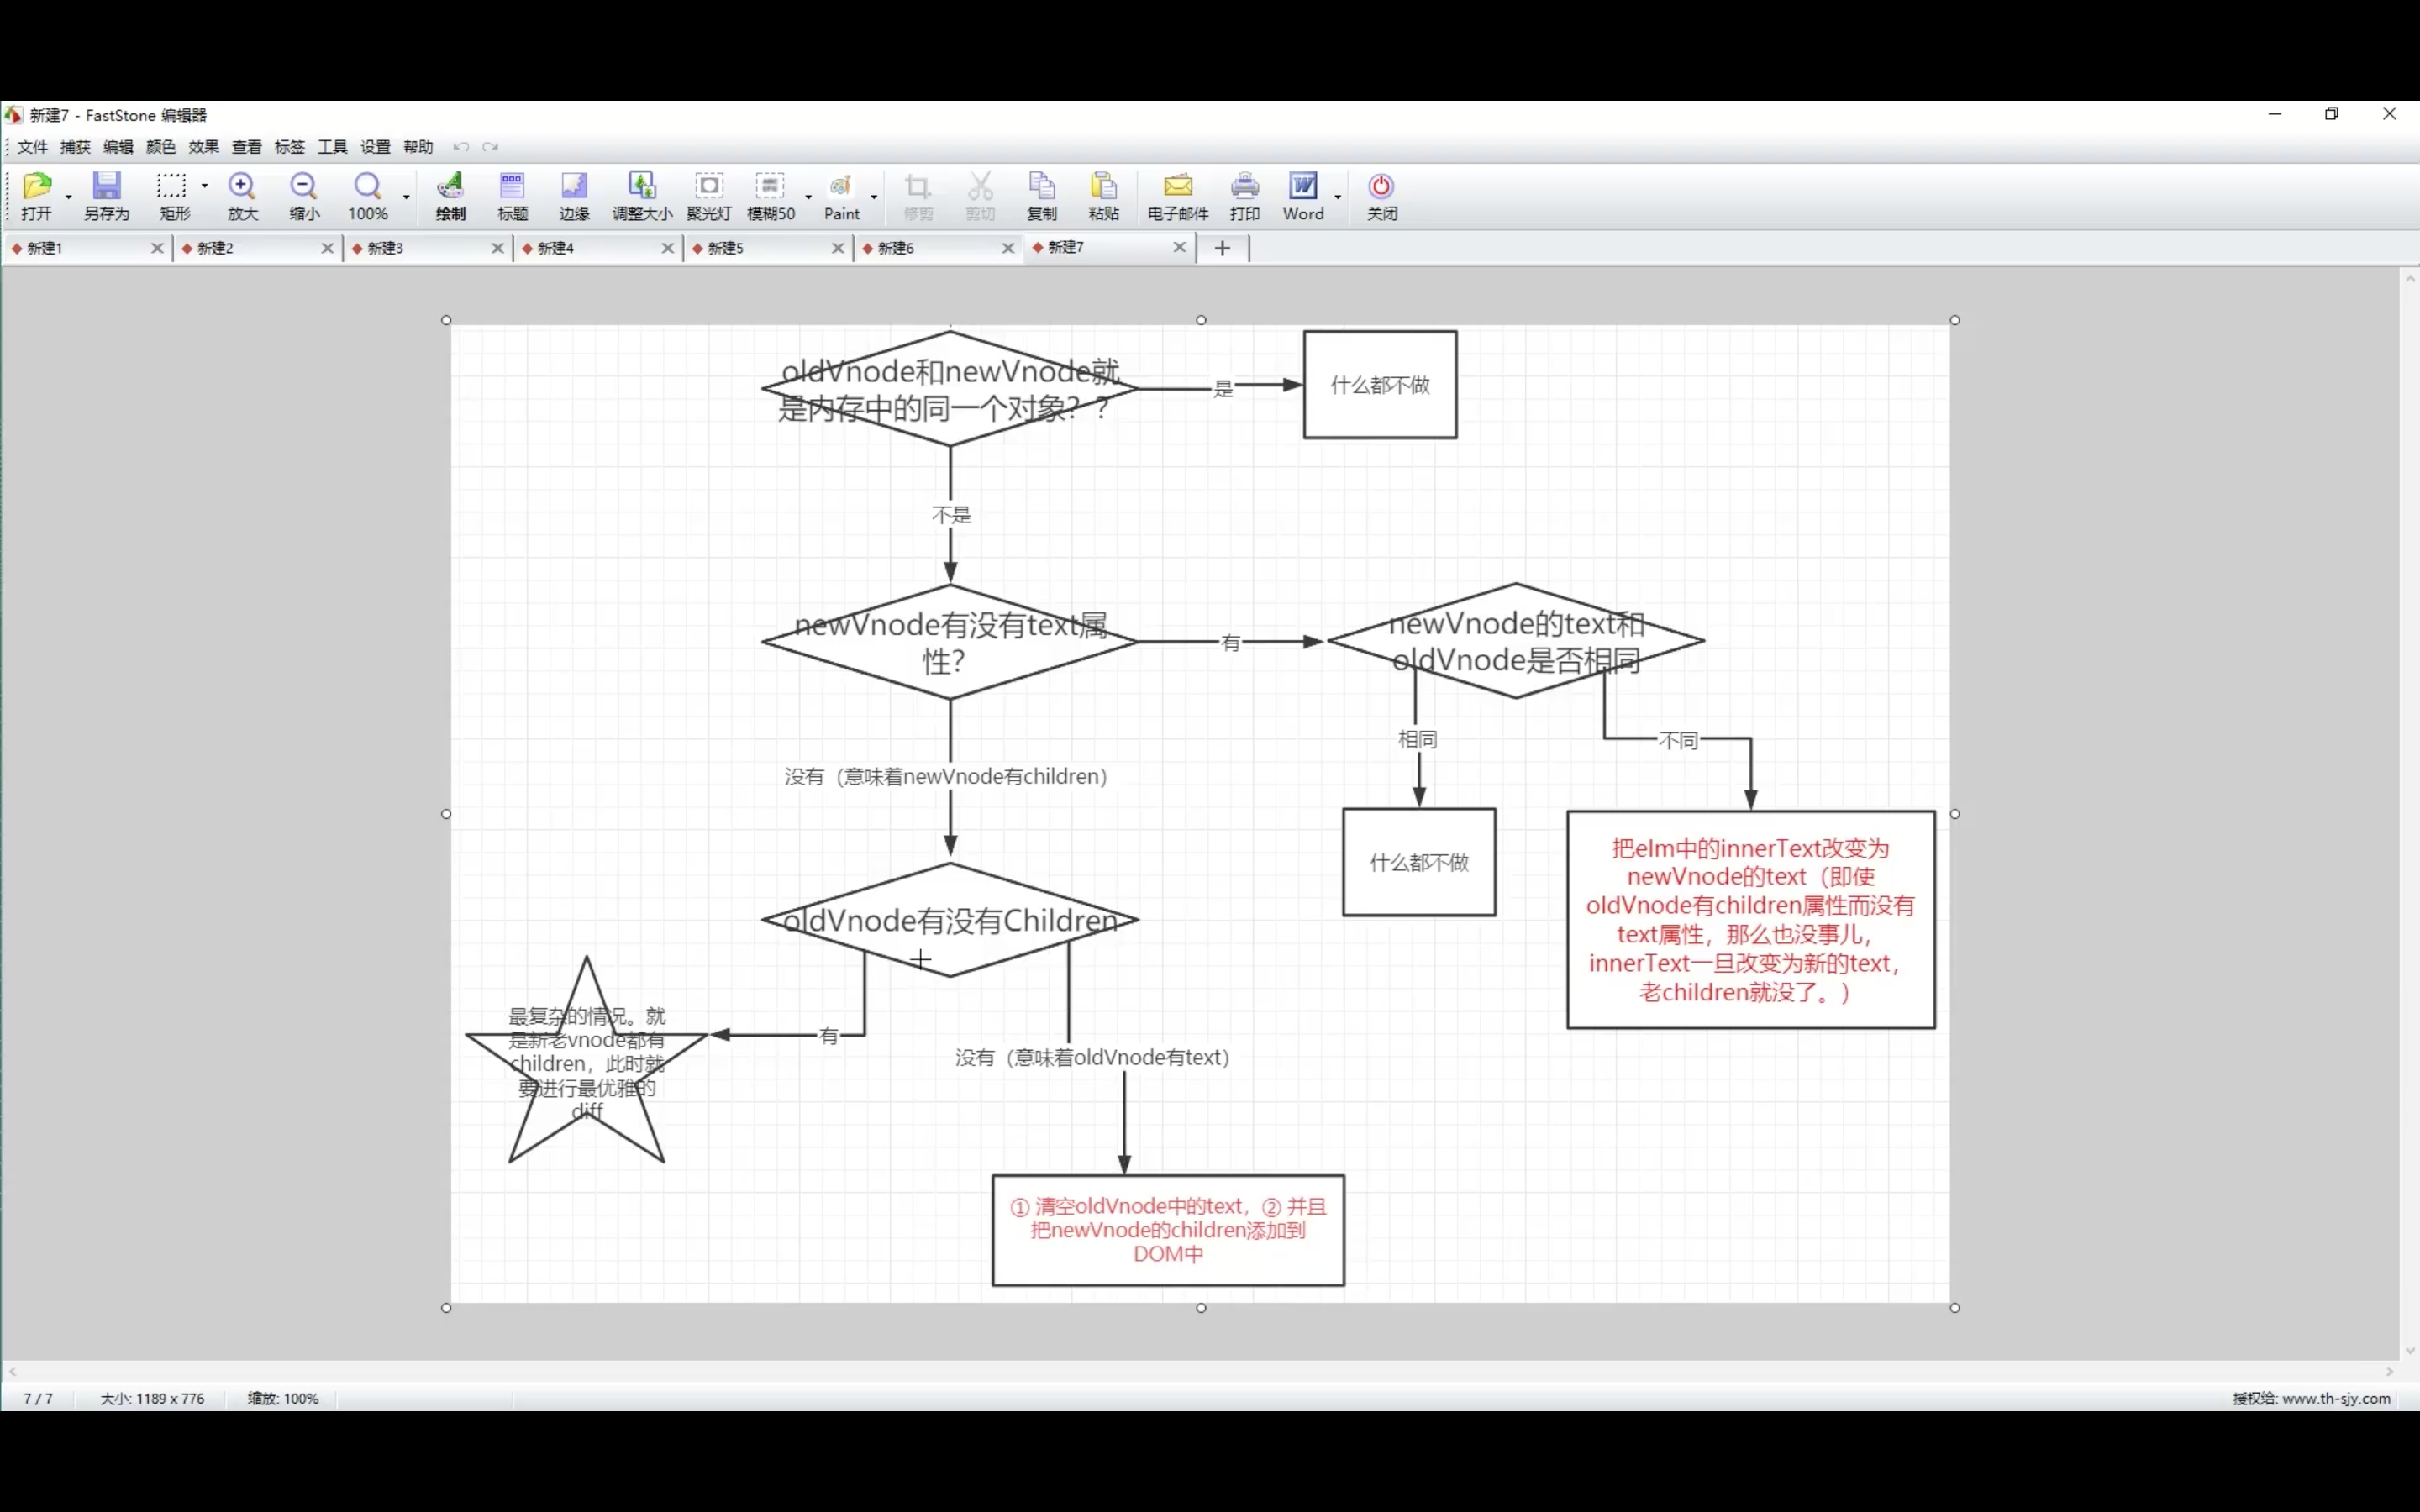 新建7 - FastStone 编辑器
文件 捕获 编辑 颜色 效果 查看 标签 工具 设置 帮助
打开 另存为 矩形 放大 缩小 100% 绘制 标题 边缘 调整大小 聚光灯 模糊50 Paint 修剪 剪切 复制 粘贴 电子邮件 打印 Word 关闭
新建1 新建2 新建3 新建4 新建5 新建6 新建7
oldVnode和newVnode就
是内存中的同一个对象？？
是
什么都不做
不是
newVnode有没有text属
性？
有
newVnode的text和
oldVnode是否相同
相同
不同
没有（意味着newVnode有children）
什么都不做
把elm中的innerText改变为
newVnode的text（即使
oldVnode有children属性而没有
text属性，那么也没事儿，
innerText一旦改变为新的text，
老children就没了。）
oldVnode有没有Children
有
没有（意味着oldVnode有text）
最复杂的情况。就
是新老vnode都有
children，此时就
要进行最优雅的
diff
① 清空oldVnode中的text，② 并且
把newVnode的children添加到
DOM中
7 / 7 大小: 1189 x 776 缩放: 100% 授权给: www.th-sjy.com